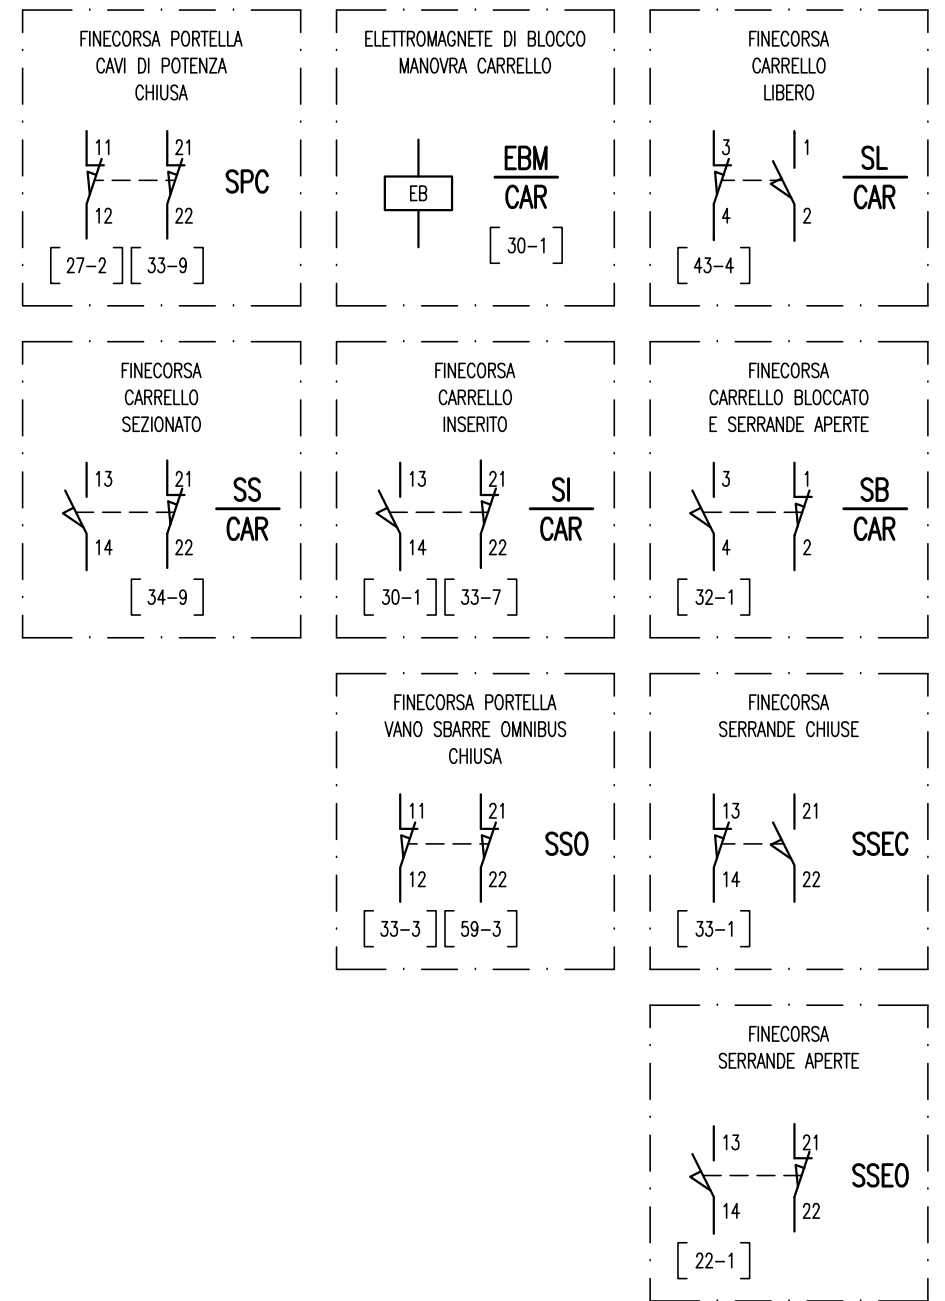 FINECORSA PORTELLA
CAVI DI POTENZA
CHIUSA
11
21
SPC
12
22
27-2
33-9
ELETTROMAGNETE DI BLOCCO
MANOVRA CARRELLO
EB
EBM
CAR
30-1
FINECORSA
CARRELLO
LIBERO
3
1
SL
CAR
4
2
43-4
FINECORSA
CARRELLO
SEZIONATO
13
21
SS
CAR
14
22
34-9
FINECORSA
CARRELLO
INSERITO
13
21
SI
CAR
14
22
30-1
33-7
FINECORSA
CARRELLO BLOCCATO
E SERRANDE APERTE
3
1
SB
CAR
4
2
32-1
FINECORSA PORTELLA
VANO SBARRE OMNIBUS
CHIUSA
11
21
SSO
12
22
33-3
59-3
FINECORSA
SERRANDE CHIUSE
13
21
SSEC
14
22
33-1
FINECORSA
SERRANDE APERTE
13
21
SSEO
14
22
22-1